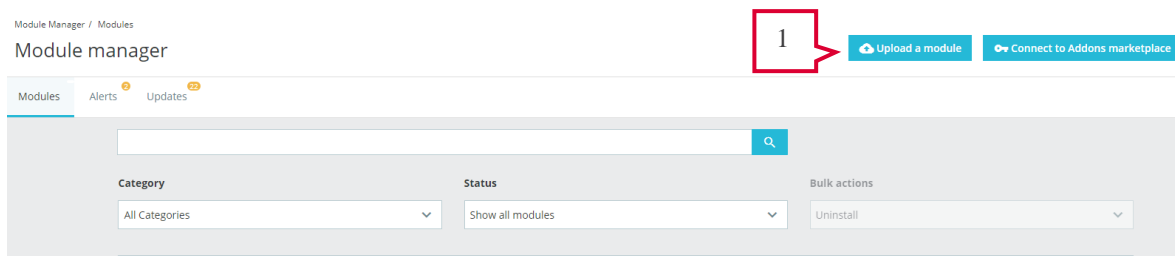 Module Manager / Modules
Module manager
1
Upload a module
Connect to Addons marketplace
Modules
Alerts
2
Updates
22
Category
Status
Bulk actions
All Categories
Show all modules
Uninstall